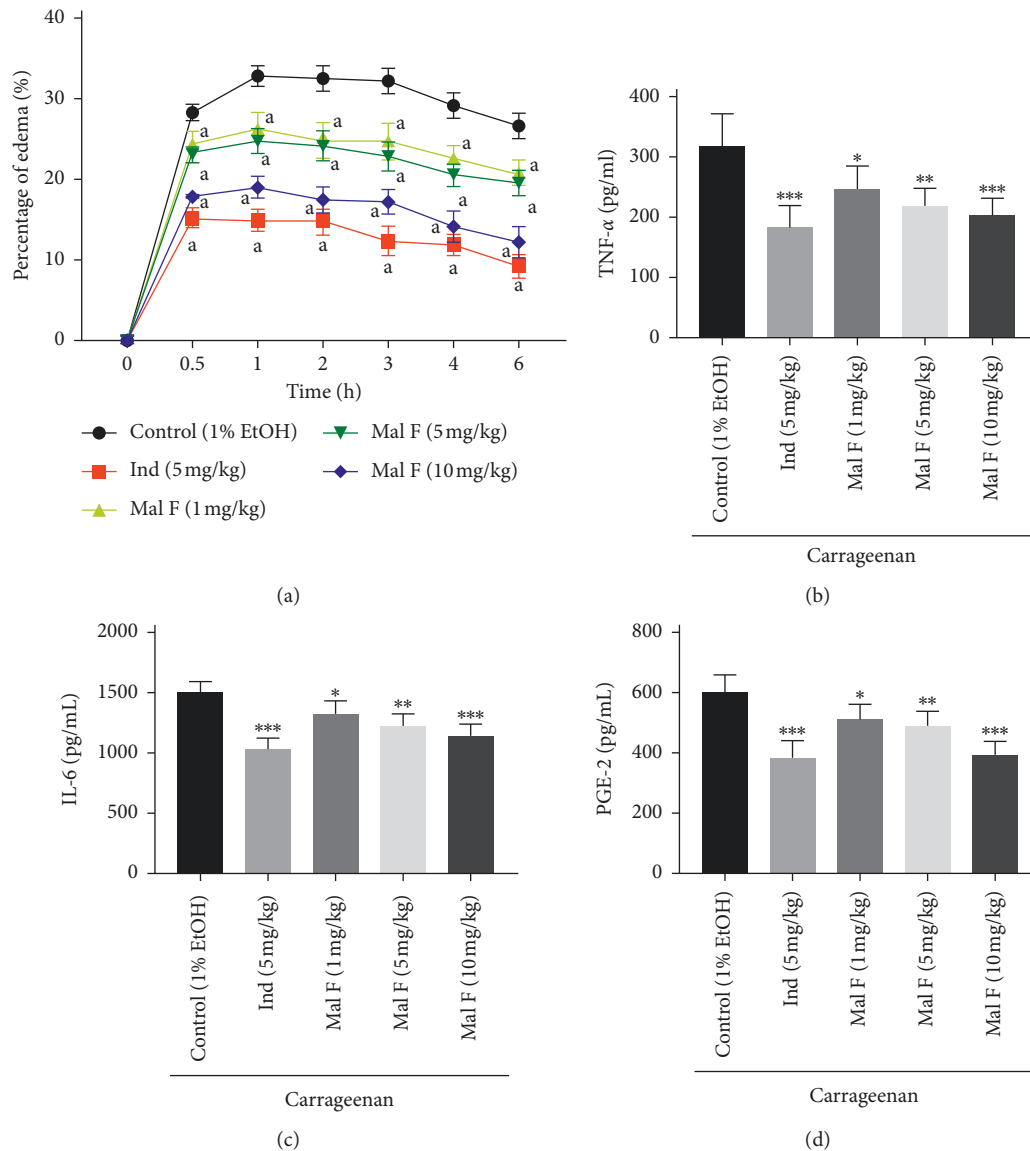 Percentage of edema (%)
40
30
20
10
0
a a a a a a
a a a a a a
a a a a a a
a a a a a a
0 0.5 1 2 3 4 6
Time (h)
Control (1% EtOH)
Ind (5 mg/kg)
Mal F (1 mg/kg)
Mal F (5 mg/kg)
Mal F (10 mg/kg)
(a)
TNF-α (pg/ml)
400
300
200
100
0
*** * ** ***
Control (1% EtOH)
Ind (5 mg/kg)
Mal F (1 mg/kg)
Mal F (5 mg/kg)
Mal F (10 mg/kg)
Carrageenan
(b)
IL-6 (pg/mL)
2000
1500
1000
500
0
*** * ** ***
Control (1% EtOH)
Ind (5 mg/kg)
Mal F (1 mg/kg)
Mal F (5 mg/kg)
Mal F (10 mg/kg)
Carrageenan
(c)
PGE-2 (pg/mL)
800
600
400
200
0
*** * ** ***
Control (1% EtOH)
Ind (5 mg/kg)
Mal F (1 mg/kg)
Mal F (5 mg/kg)
Mal F (10 mg/kg)
Carrageenan
(d)